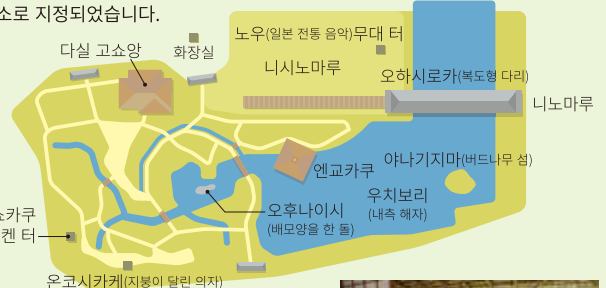 소로 지정되었습니다.
노우(일본 전통 음악)무대 터
다실 고쇼앙
화장실
니시노마루
오하시로카(복도형 다리)
니노마루
엔교카쿠
야나기지마(버드나무 섬)
우치보리
(내측 해자)
오후나이시
(배모양을 한 돌)
쇼카쿠
켄 터
온코시카케(지붕이 달린 의자)